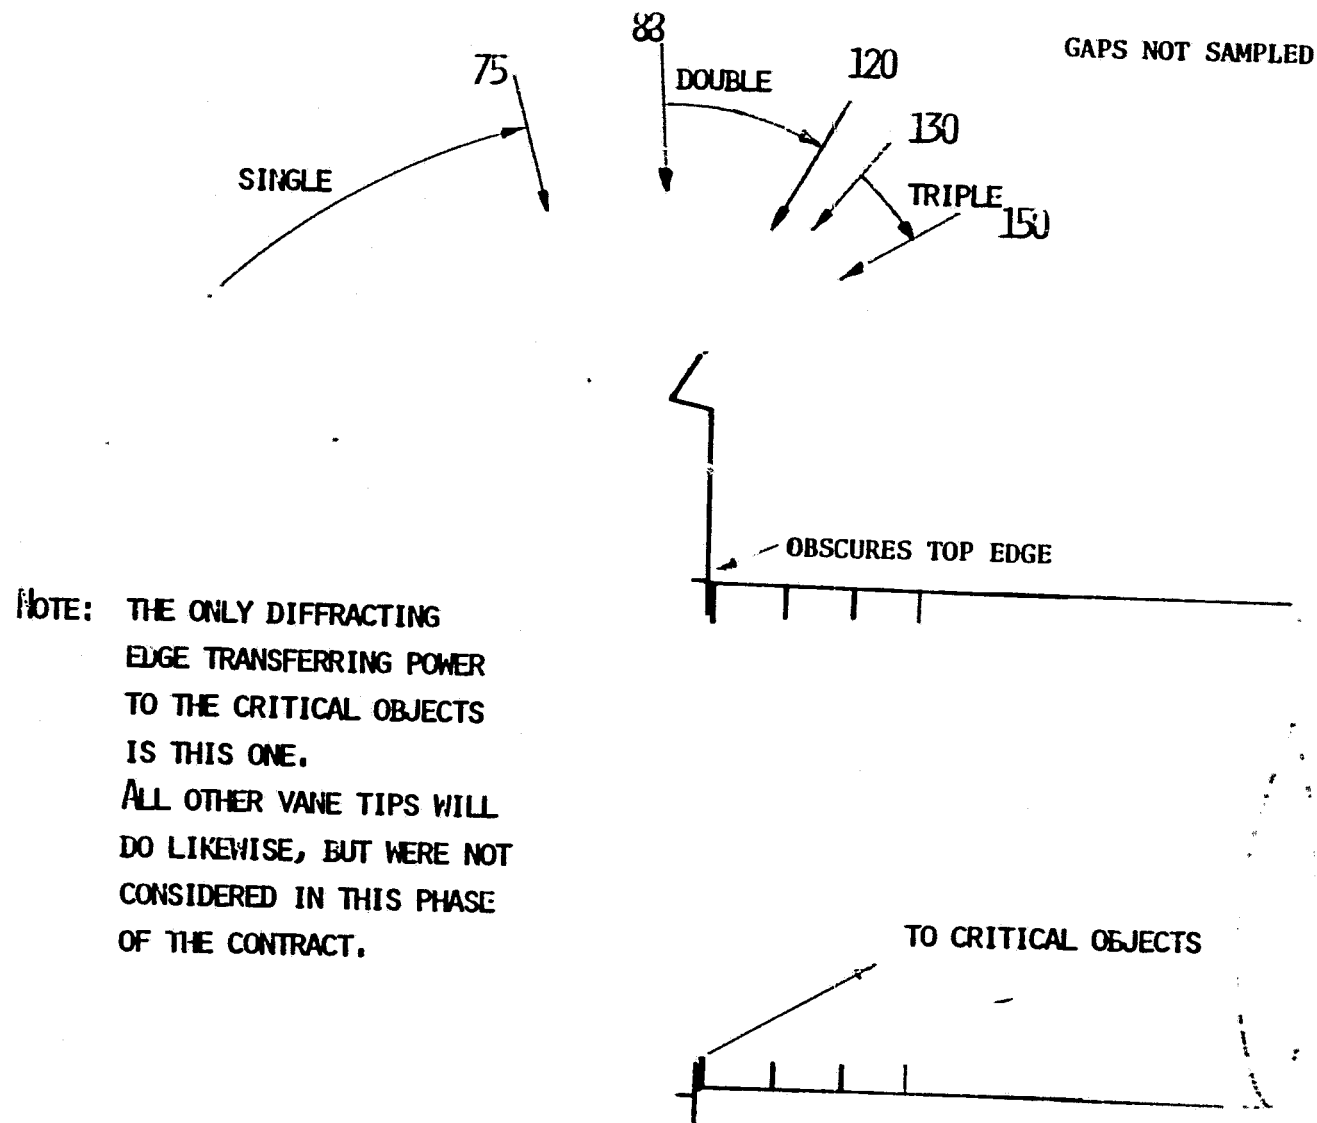 88
GAPS NOT SAMPLED
75
DOUBLE
120
130
SINGLE
TRIPLE
150
OBSCURES TOP EDGE
NOTE: THE ONLY DIFFRACTING
EDGE TRANSFERRING POWER
TO THE CRITICAL OBJECTS
IS THIS ONE.
ALL OTHER VANE TIPS WILL
DO LIKEWISE, BUT WERE NOT
CONSIDERED IN THIS PHASE
OF THE CONTRACT.
TO CRITICAL OBJECTS